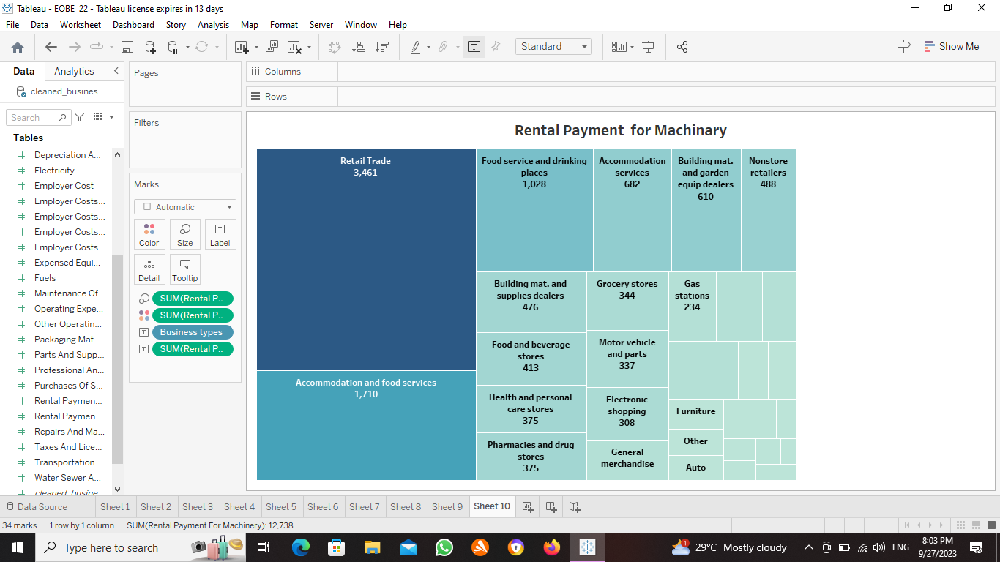 Tableau - EOBE 22 - Tableau license expires in 13 days
File Data Worksheet Dashboard Story Analysis Map Format Server Window Help
Standard
Show Me
Data Analytics
cleaned_busines...
Search
Tables
Depreciation A...
Electricity
Employer Cost
Employer Costs...
Employer Costs...
Employer Costs...
Employer Costs...
Expensed Equi...
Fuels
Maintenance Of...
Operating Expe...
Other Operatin...
Packaging Mat...
Parts And Supp...
Professional An...
Purchases Of S...
Rental Paymen...
Rental Paymen...
Repairs And Ma...
Taxes And Lice...
Transportation ...
Water Sewer A...
cleaned_busine...
Pages
Filters
Marks
Automatic
Color Size Label
Detail Tooltip
SUM(Rental P..
SUM(Rental P..
Business types
SUM(Rental P..
Columns
Rows
Rental Payment for Machinary
Retail Trade
3,461
Accommodation and food services
1,710
Food service and drinking
places
1,028
Accommodation
services
682
Building mat.
and garden
equip dealers
610
Nonstore
retailers
488
Building mat. and
supplies dealers
476
Food and beverage
stores
413
Health and personal
care stores
375
Pharmacies and drug
stores
375
Grocery stores
344
Motor vehicle
and parts
337
Electronic
shopping
308
General
merchandise
Gas
stations
234
Furniture
Other
Auto
Data Source Sheet 1 Sheet 2 Sheet 3 Sheet 4 Sheet 5 Sheet 6 Sheet 7 Sheet 8 Sheet 9 Sheet 10
34 marks 1 row by 1 column SUM(Rental Payment For Machinery): 12,738
Type here to search
1
29°C Mostly cloudy
ENG
8:03 PM
9/27/2023